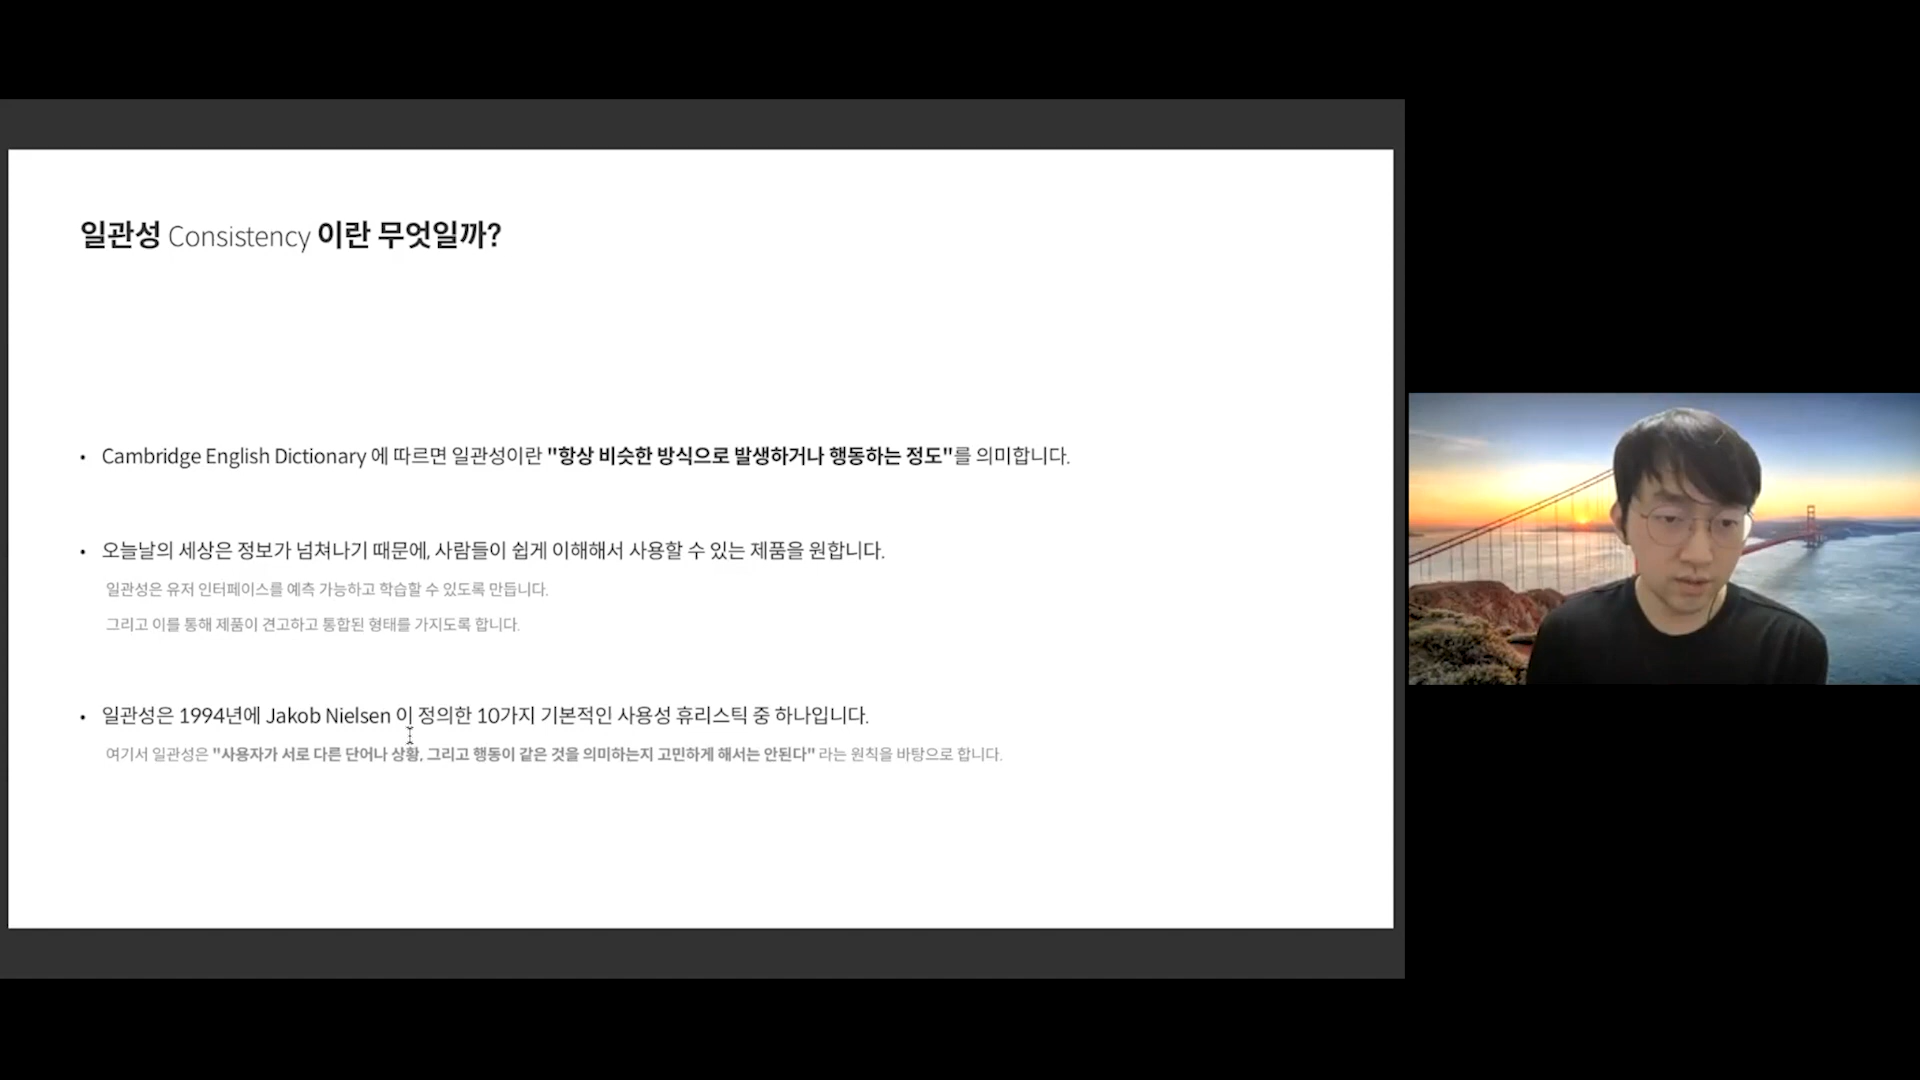 일관성 Consistency 이란 무엇일까?
• Cambridge English Dictionary 에 따르면 일관성이란 "항상 비슷한 방식으로 발생하거나 행동하는 정도"를 의미합니다.
• 오늘날의 세상은 정보가 넘쳐나기 때문에, 사람들이 쉽게 이해해서 사용할 수 있는 제품을 원합니다.
일관성은 유저 인터페이스를 예측 가능하고 학습할 수 있도록 만듭니다.
그리고 이를 통해 제품이 견고하고 통합된 형태를 가지도록 합니다.
• 일관성은 1994년에 Jakob Nielsen 이 정의한 10가지 기본적인 사용성 휴리스틱 중 하나입니다.
여기서 일관성은 "사용자가 서로 다른 단어나 상황, 그리고 행동이 같은 것을 의미하는지 고민하게 해서는 안된다" 라는 원칙을 바탕으로 합니다.